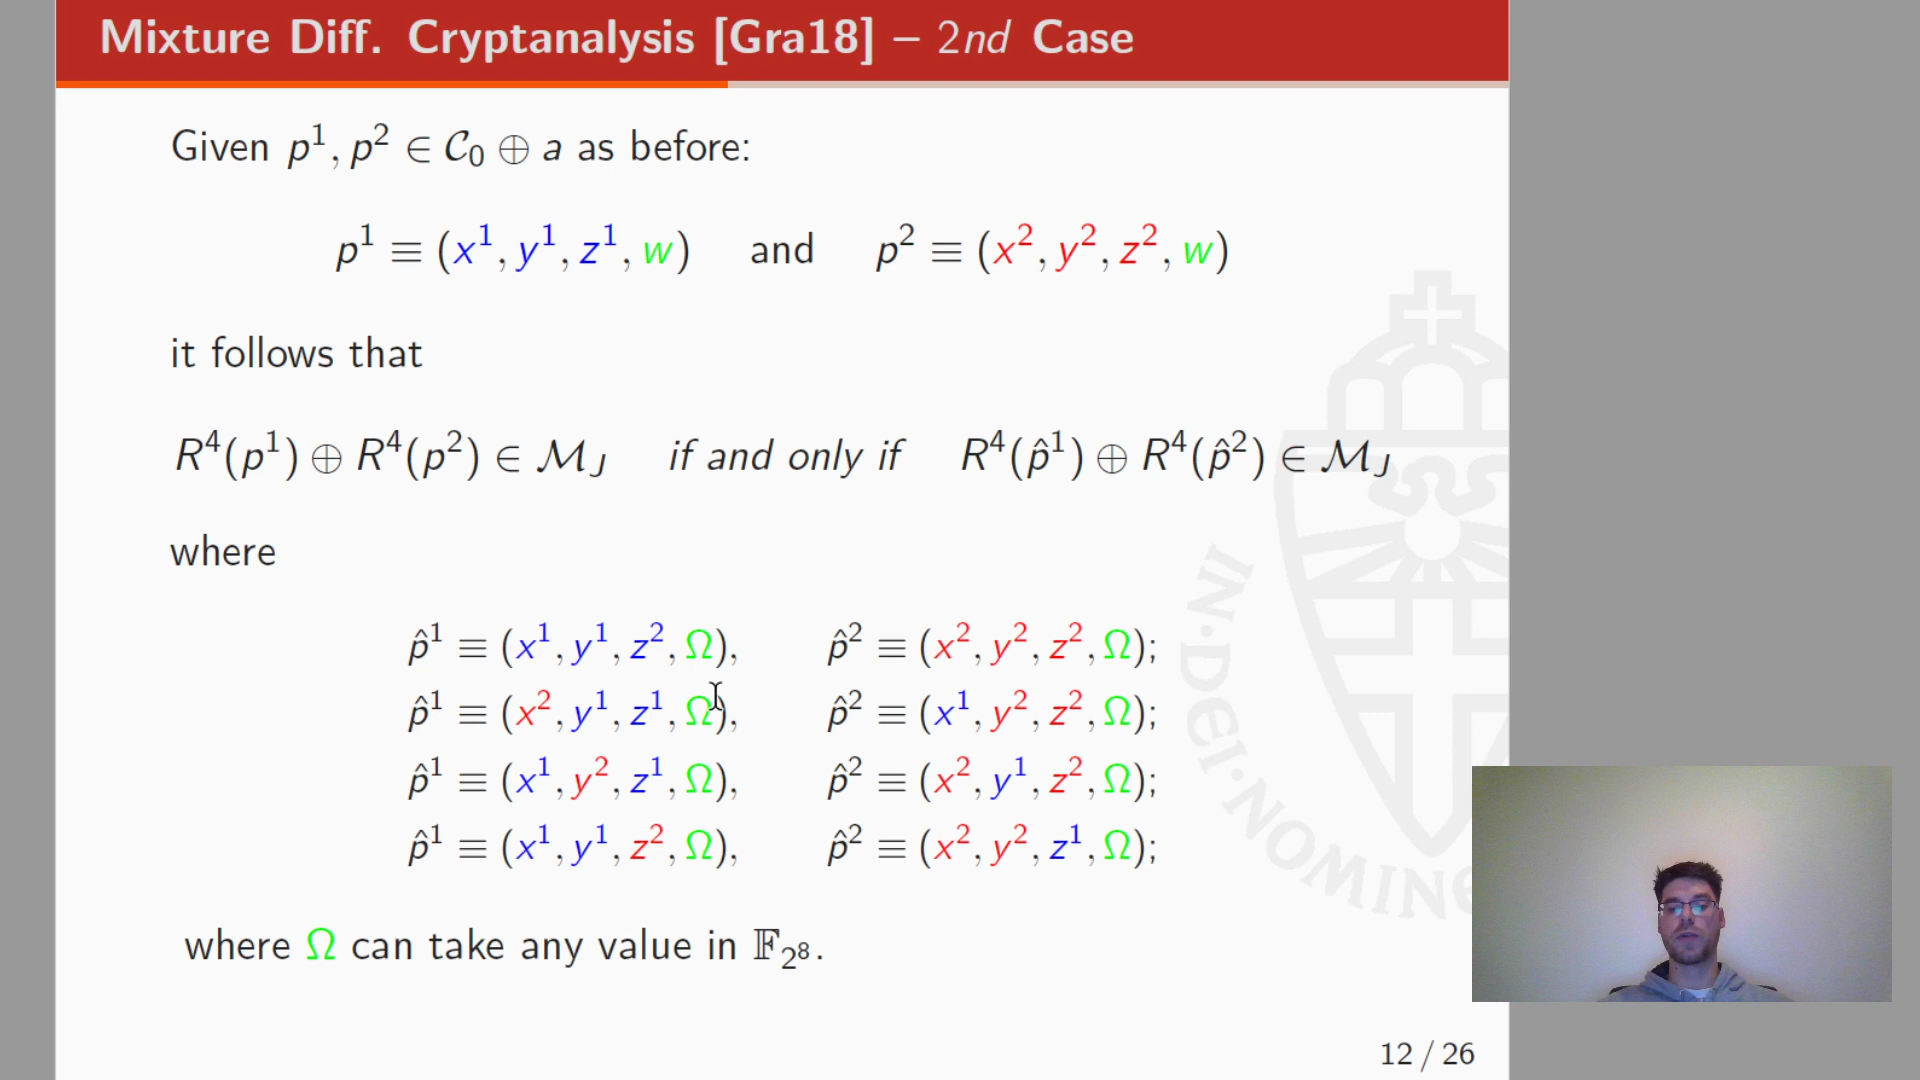 Mixture Diff. Cryptanalysis [Gra18] – 2nd Case
Given p¹, p² ∈ 𝒞₀ ⊕ a as before:
p¹ ≡ (x¹, y¹, z¹, w) and p² ≡ (x², y², z², w)
it follows that
R⁴(p¹) ⊕ R⁴(p²) ∈ ℳ_J if and only if R⁴(p̂¹) ⊕ R⁴(p̂²) ∈ ℳ_J
where
p̂¹ ≡ (x¹, y¹, z², Ω), p̂² ≡ (x², y², z², Ω);
p̂¹ ≡ (x², y¹, z¹, Ω), p̂² ≡ (x¹, y², z², Ω);
p̂¹ ≡ (x¹, y², z¹, Ω), p̂² ≡ (x², y¹, z², Ω);
p̂¹ ≡ (x¹, y¹, z², Ω), p̂² ≡ (x², y², z¹, Ω);
where Ω can take any value in 𝔽₂⁸.
IN·DEI·NOMINE
12 / 26